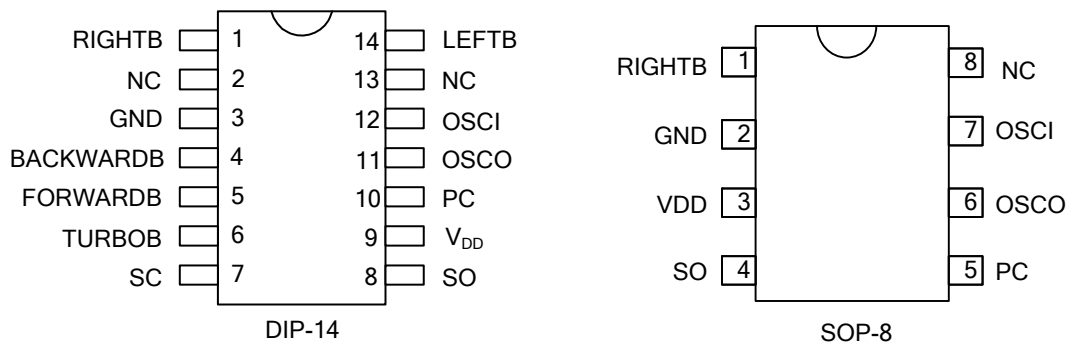 RIGHTB 1 14 LEFTB
NC 2 13 NC
GND 3 12 OSCI
BACKWARDB 4 11 OSCO
FORWARDB 5 10 PC
TURBOB 6 9 VDD
SC 7 8 SO
DIP-14
RIGHTB 1 8 NC
GND 2 7 OSCI
VDD 3 6 OSCO
SO 4 5 PC
SOP-8